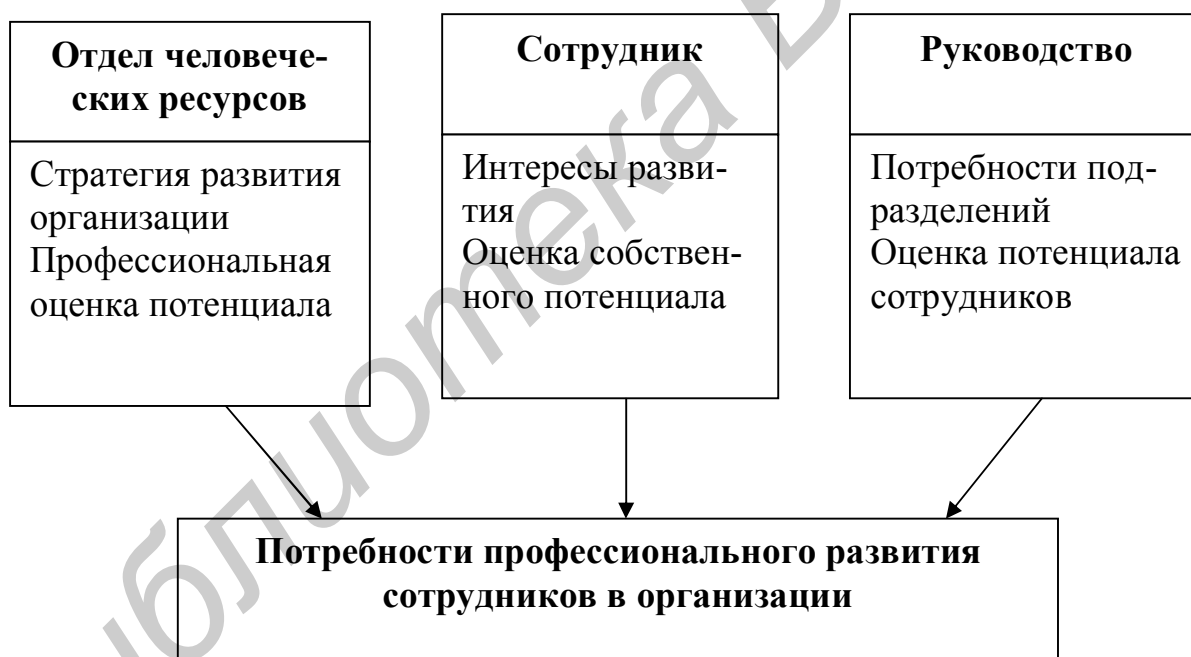 Отдел человече-
ских ресурсов
Стратегия развития
организации
Профессиональная
оценка потенциала
Сотрудник
Интересы разви-
тия
Оценка собствен-
ного потенциала
Руководство
Потребности под-
разделений
Оценка потенциала
сотрудников
Потребности профессионального развития
сотрудников в организации